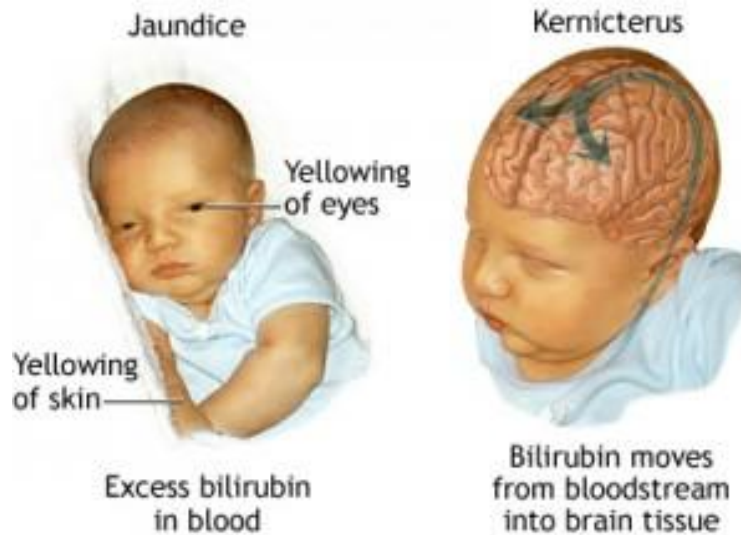 Jaundice
Yellowing
of eyes
Yellowing
of skin
Excess bilirubin
in blood
Kernicterus
Bilirubin moves
from bloodstream
into brain tissue